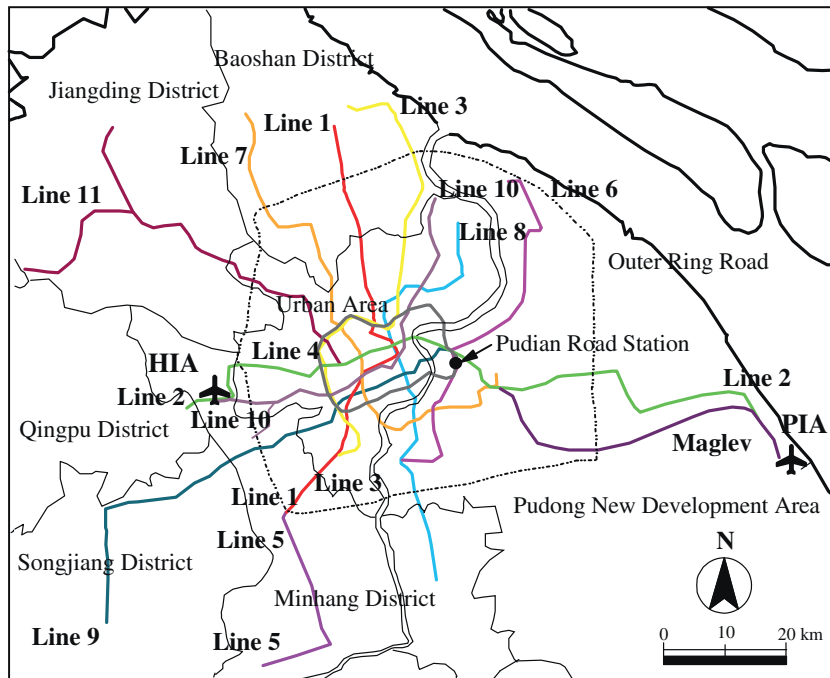 Baoshan District
Jiangding District
Line 3
Line 1
Line 7
Line 10
Line 6
Line 11
Line 8
Outer Ring Road
Urban Area
Pudian Road Station
Line 4
HIA
Line 2
Line 2
Line 10
PIA
Qingpu District
Maglev
Line 3
Line 1
Pudong New Development Area
Line 5
N
Songjiang District
Minhang District
Line 9
Line 5
0 10 20 km